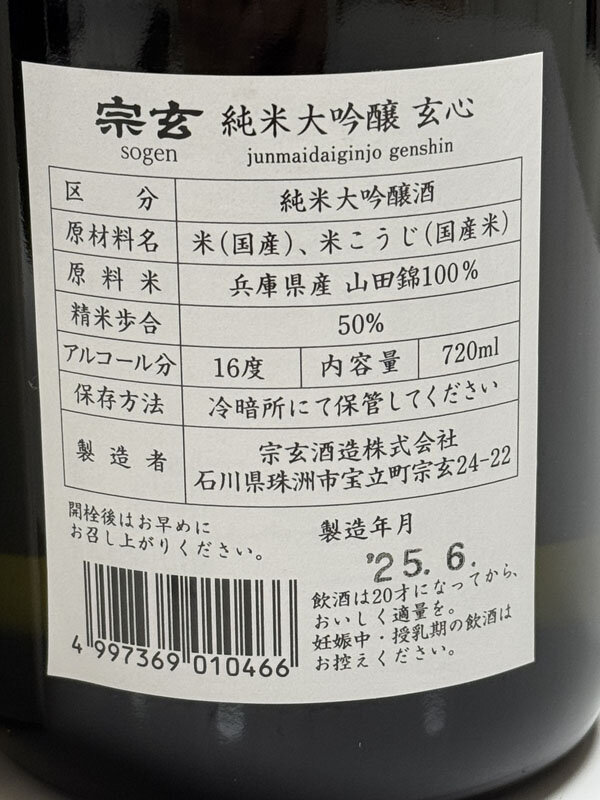 宗玄 純米大吟醸 玄心
sogen junmaidaiginjo genshin
区分 純米大吟醸酒
原材料名 米(国産)、米こうじ(国産米)
原料米 兵庫県産 山田錦100%
精米歩合 50%
アルコール分 16度 内容量 720ml
保存方法 冷暗所にて保管してください
製造者 宗玄酒造株式会社
石川県珠洲市宝立町宗玄24-22
開栓後はお早めに
お召し上がりください。
4 997369 010466
製造年月
'25.6.
飲酒は20才になってから、
おいしく適量を。
妊娠中・授乳期の飲酒は
お控えください。